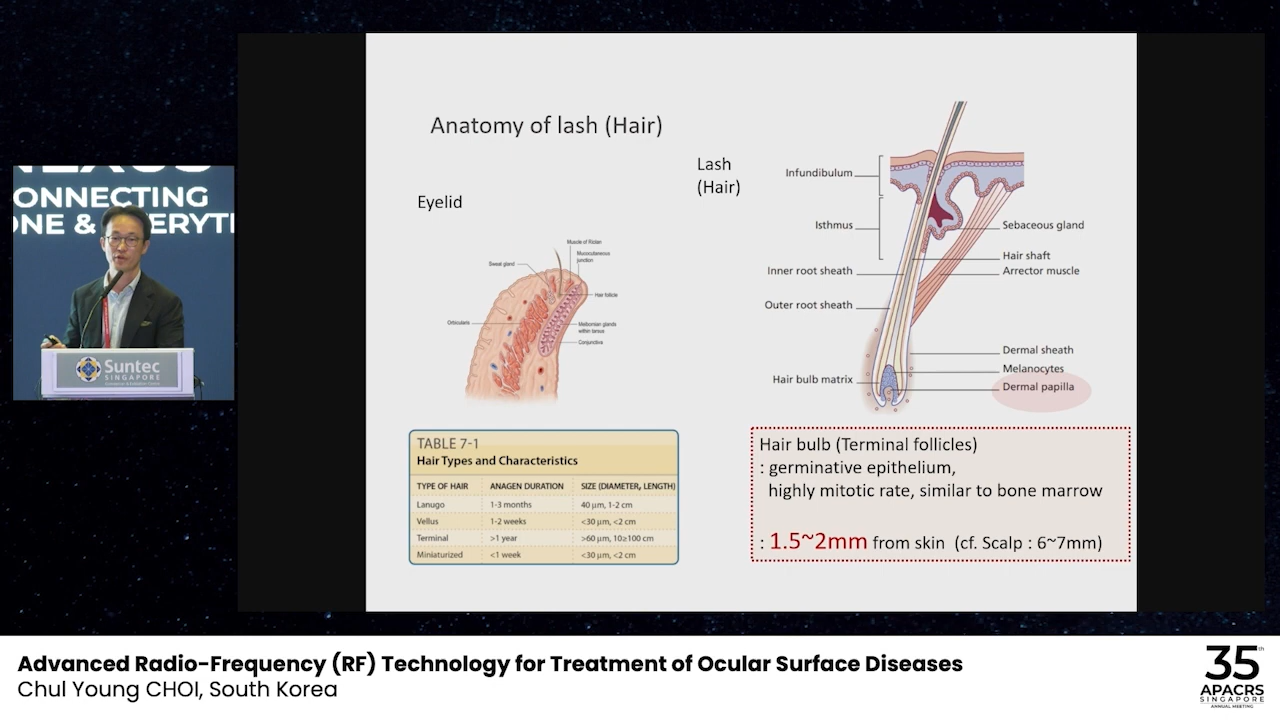 ONNECTING
ONE & EVERYT
Suntec
SINGAPORE
Anatomy of lash (Hair)
Eyelid
Muscle of Riolan
Mucocutaneous
junction
Sweat gland
Hair follicle
Orbicularis
Meibomian glands
within tarsus
Conjunctiva
Lash
(Hair)
Infundibulum
Isthmus
Sebaceous gland
Hair shaft
Inner root sheath
Arrector muscle
Outer root sheath
Dermal sheath
Melanocytes
Hair bulb matrix
Dermal papilla
TABLE 7-1
Hair Types and Characteristics
TYPE OF HAIR ANAGEN DURATION SIZE (DIAMETER, LENGTH)
Lanugo 1-3 months 40 μm, 1-2 cm
Vellus 1-2 weeks <30 μm, <2 cm
Terminal >1 year >60 μm, 10≥100 cm
Miniaturized <1 week <30 μm, <2 cm
Hair bulb (Terminal follicles)
: germinative epithelium,
highly mitotic rate, similar to bone marrow
: 1.5~2mm from skin (cf. Scalp : 6~7mm)
Advanced Radio-Frequency (RF) Technology for Treatment of Ocular Surface Diseases
Chul Young CHOI, South Korea
35th
APACRS
SINGAPORE
ANNUAL MEETING